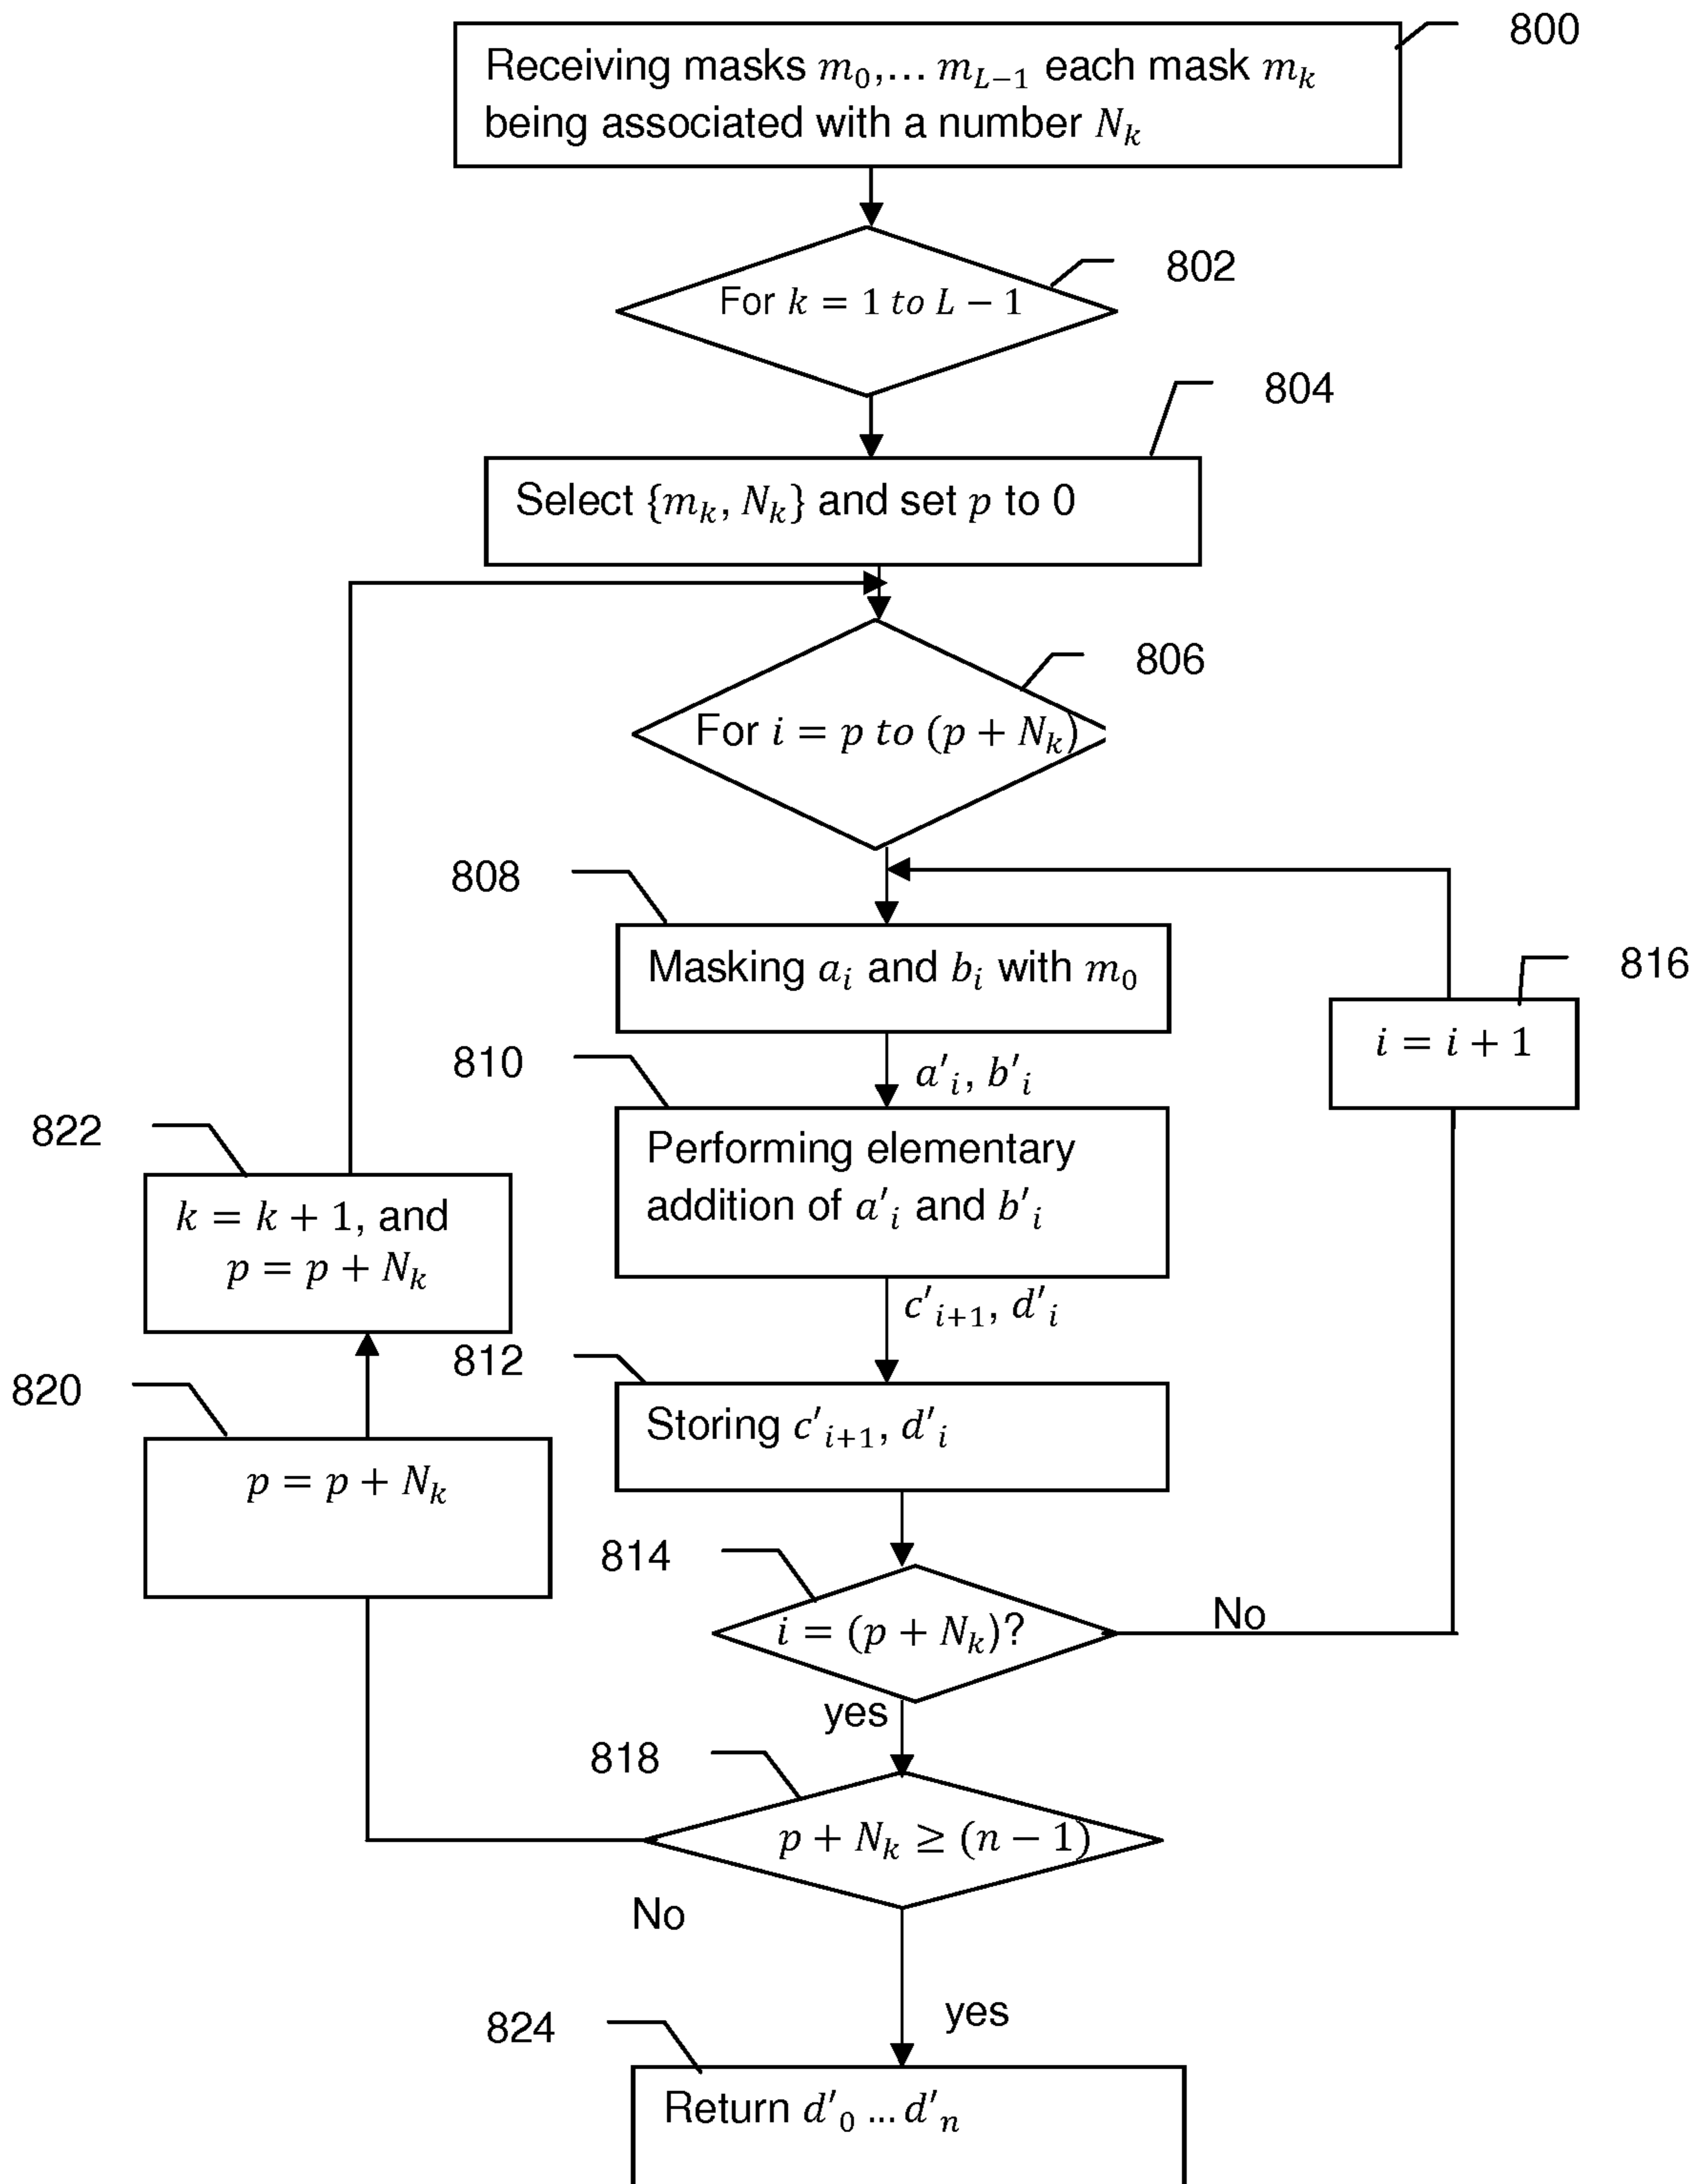 800
Receiving masks m₀,... m_{L−1} each mask m_k
being associated with a number N_k
802
For k = 1 to L − 1
804
Select {m_k, N_k} and set p to 0
806
For i = p to (p + N_k)
808
Masking a_i and b_i with m₀
816
i = i + 1
810
a′_i, b′_i
Performing elementary
addition of a′_i and b′_i
822
k = k + 1, and
p = p + N_k
c′_{i+1}, d′_i
812
Storing c′_{i+1}, d′_i
820
p = p + N_k
814
i = (p + N_k)?
No
yes
818
p + N_k ≥ (n − 1)
No
yes
824
Return d′₀ ... d′_n